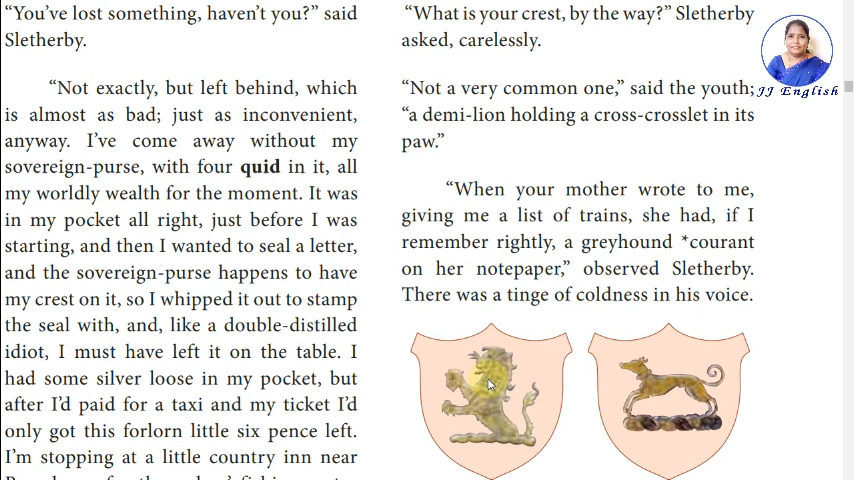 “You’ve lost something, haven’t you?” said
Sletherby.
“Not exactly, but left behind, which
is almost as bad; just as inconvenient,
anyway. I’ve come away without my
sovereign-purse, with four quid in it, all
my worldly wealth for the moment. It was
in my pocket all right, just before I was
starting, and then I wanted to seal a letter,
and the sovereign-purse happens to have
my crest on it, so I whipped it out to stamp
the seal with, and, like a double-distilled
idiot, I must have left it on the table. I
had some silver loose in my pocket, but
after I’d paid for a taxi and my ticket I’d
only got this forlorn little six pence left.
I’m stopping at a little country inn near
“What is your crest, by the way?” Sletherby
asked, carelessly.
“Not a very common one,” said the youth;
“a demi-lion holding a cross-crosslet in its
paw.”
“When your mother wrote to me,
giving me a list of trains, she had, if I
remember rightly, a greyhound *courant
on her notepaper,” observed Sletherby.
There was a tinge of coldness in his voice.
JJ English